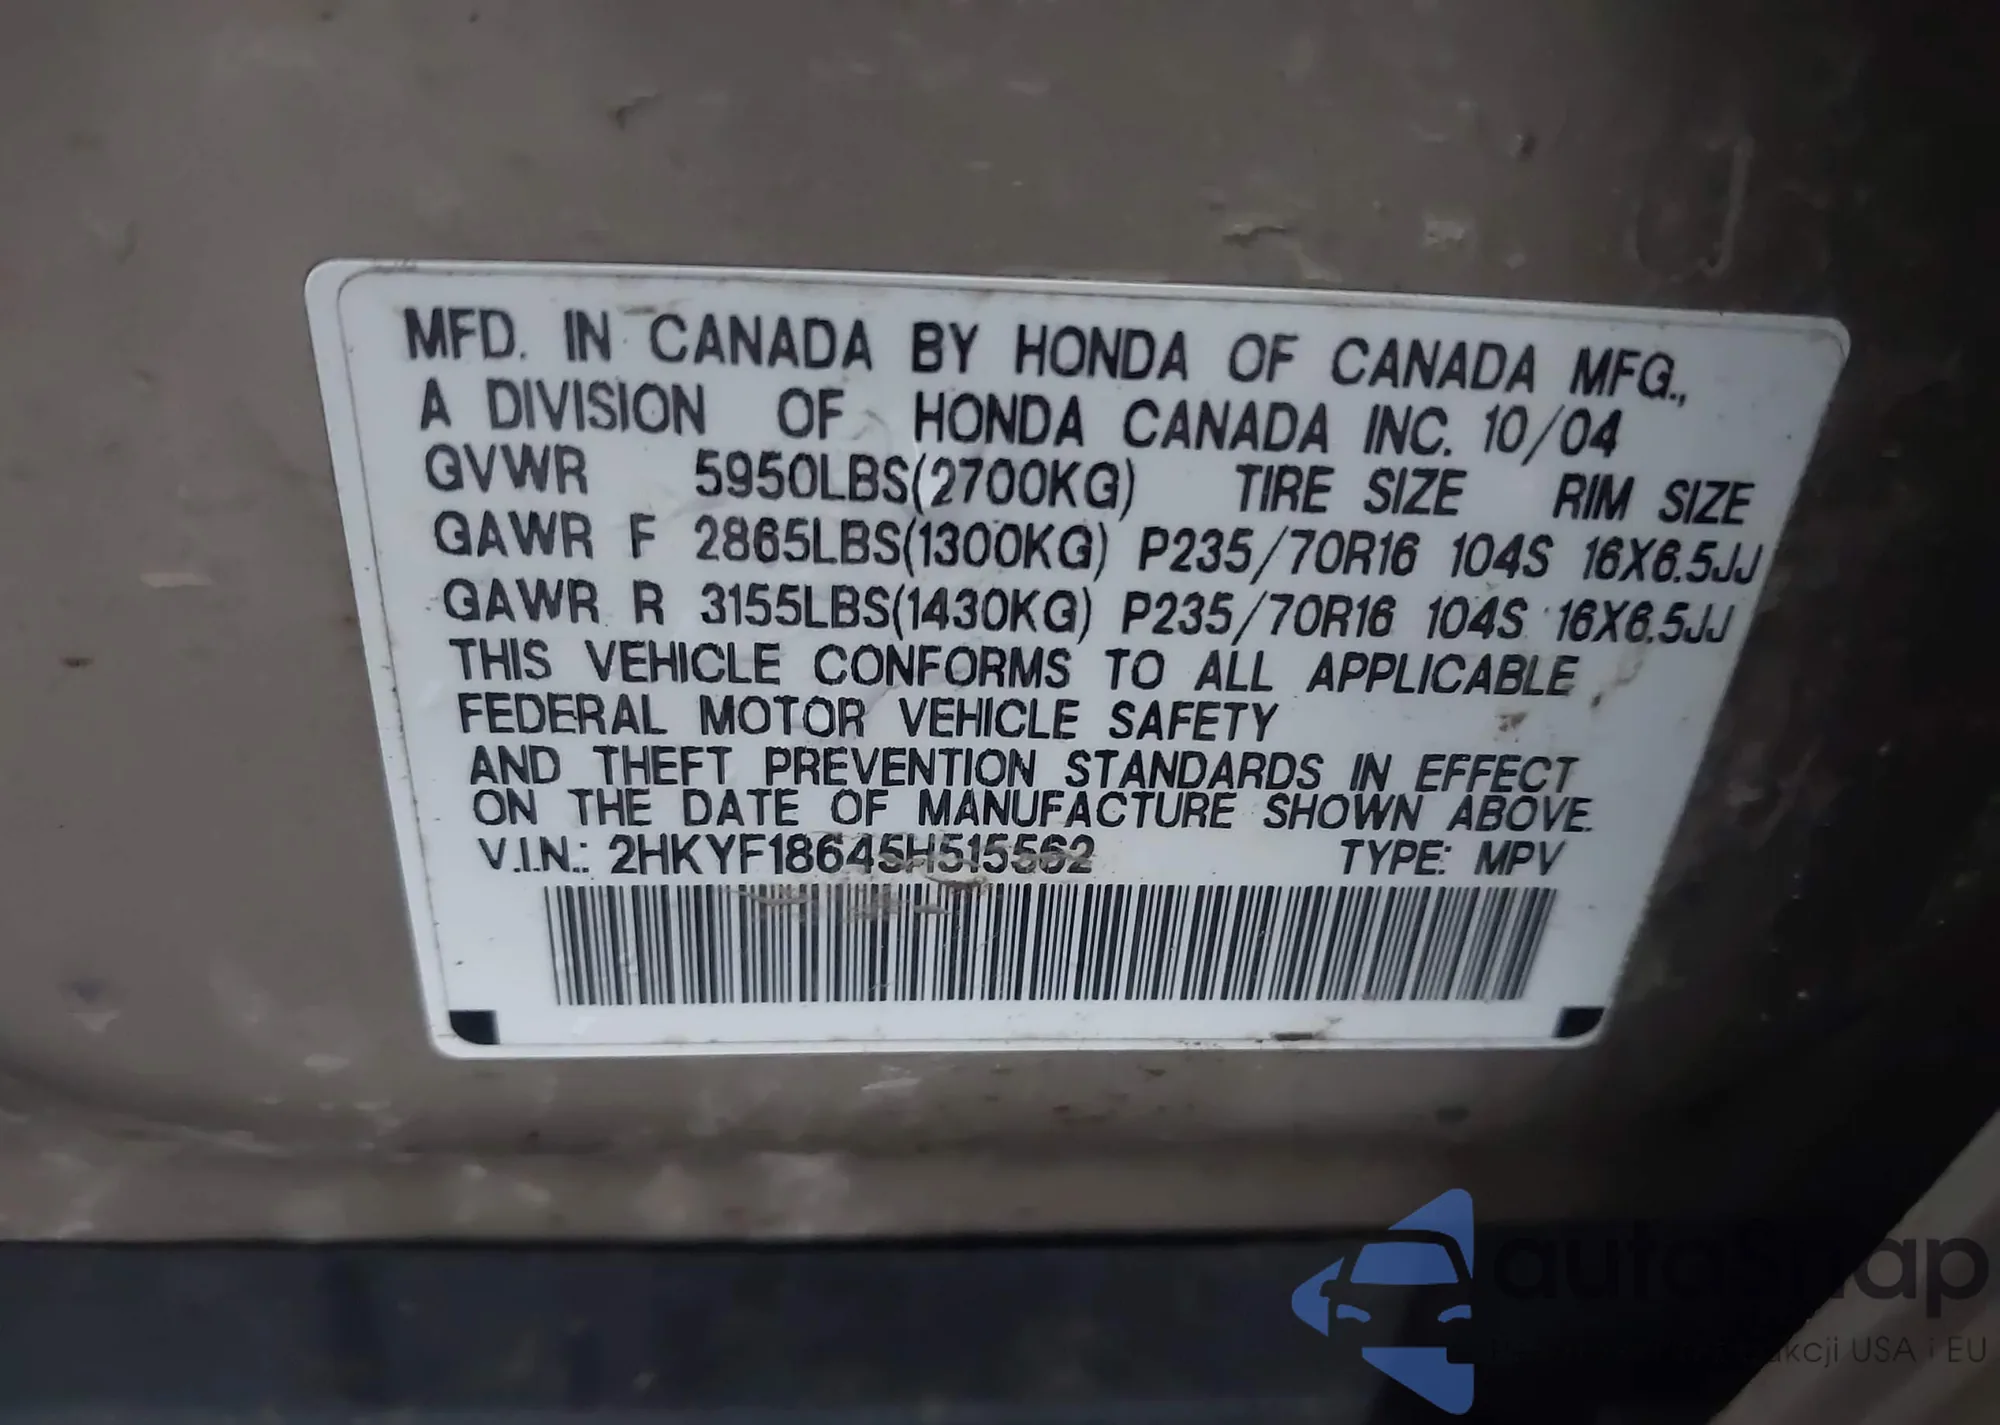 MFD. IN CANADA BY HONDA OF CANADA MFG.,
A DIVISION OF HONDA CANADA INC. 10/04
GVWR 5950LBS(2700KG) TIRE SIZE RIM SIZE
GAWR F 2865LBS(1300KG) P235/70R16 104S 16X6.5JJ
GAWR R 3155LBS(1430KG) P235/70R16 104S 16X6.5JJ
THIS VEHICLE CONFORMS TO ALL APPLICABLE
FEDERAL MOTOR VEHICLE SAFETY
AND THEFT PREVENTION STANDARDS IN EFFECT
ON THE DATE OF MANUFACTURE SHOWN ABOVE.
V.I.N.: 2HKYF18645H515562 TYPE: MPV
autoSnap
USA i EU